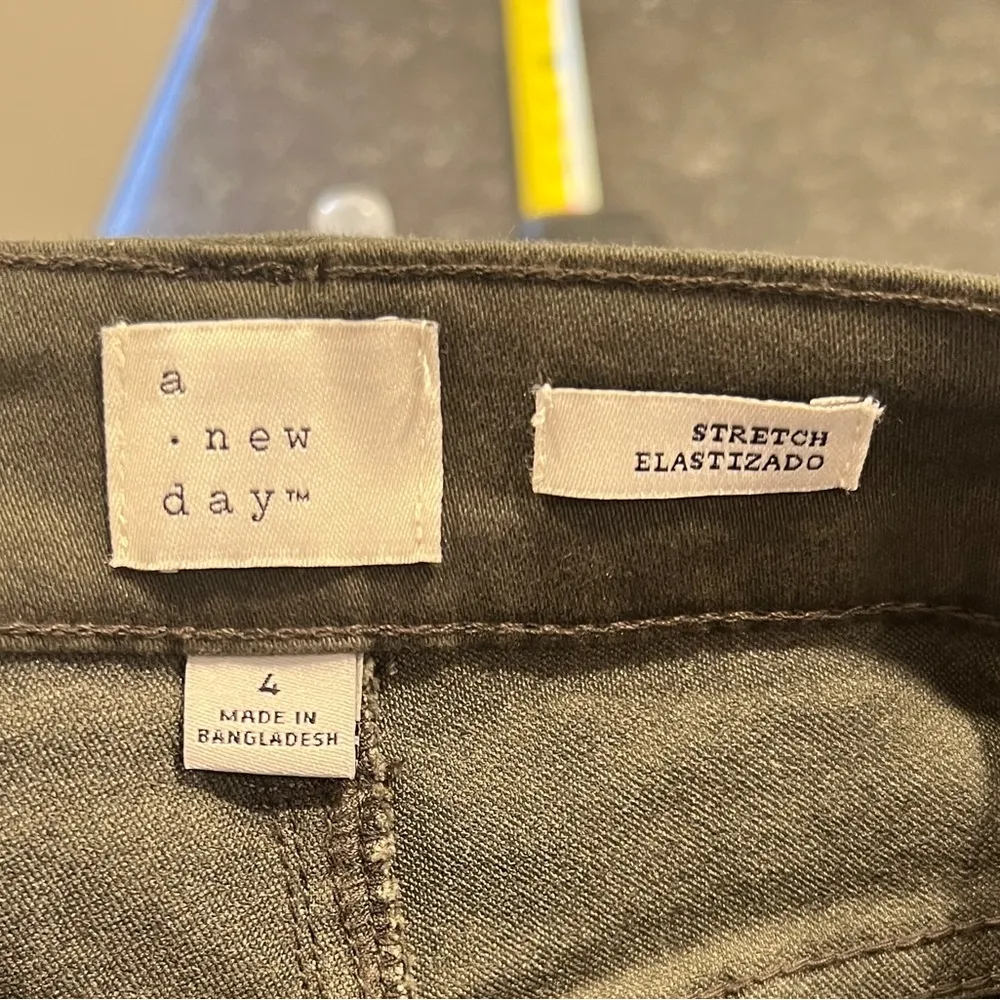 a
· new
day™
STRETCH
ELASTIZADO
4
MADE IN
BANGLADESH